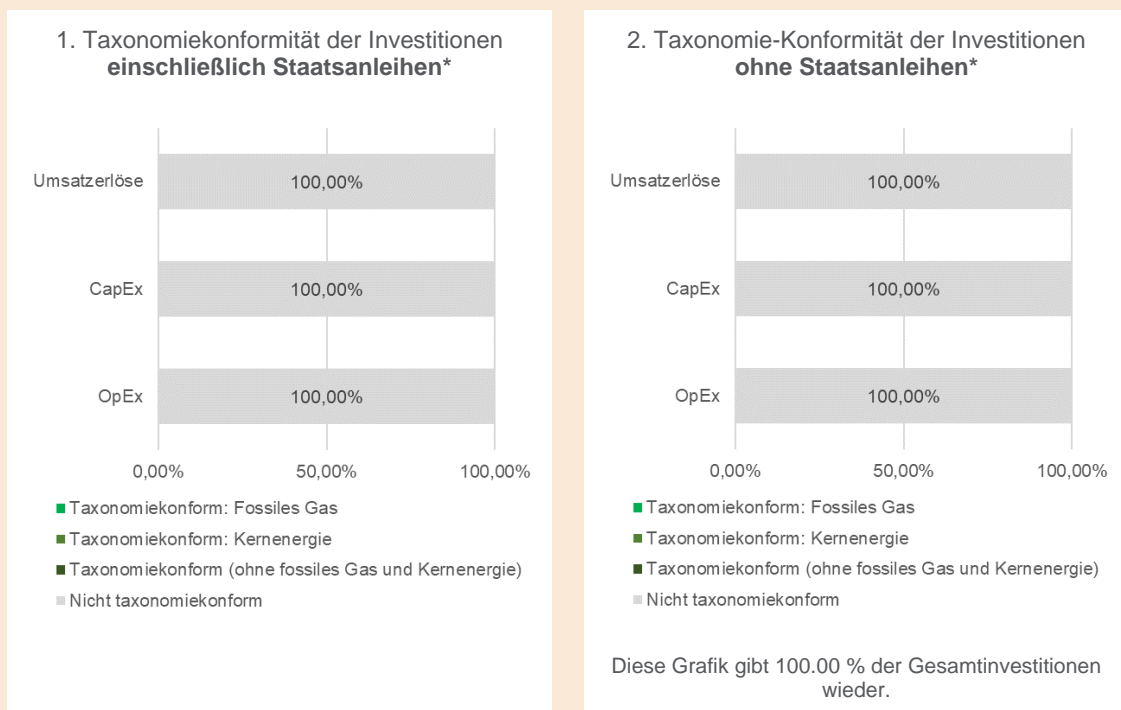 1. Taxonomiekonformität der Investitionen
einschließlich Staatsanleihen*
Umsatzerlöse
100,00%
CapEx
100,00%
OpEx
100,00%
0,00%
50,00%
100,00%
Taxonomiekonform: Fossiles Gas
Taxonomiekonform: Kernenergie
Taxonomiekonform (ohne fossiles Gas und Kernenergie)
Nicht taxonomiekonform
2. Taxonomie-Konformität der Investitionen
ohne Staatsanleihen*
Umsatzerlöse
100,00%
CapEx
100,00%
OpEx
100,00%
0,00%
50,00%
100,00%
Taxonomiekonform: Fossiles Gas
Taxonomiekonform: Kernenergie
Taxonomiekonform (ohne fossiles Gas und Kernenergie)
Nicht taxonomiekonform
Diese Grafik gibt 100.00 % der Gesamtinvestitionen
wieder.